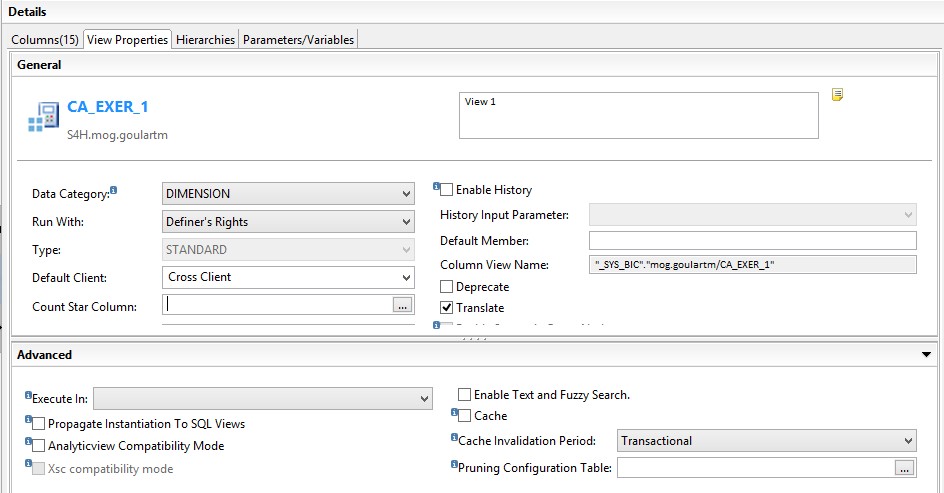 Details
Columns(15) View Properties Hierarchies Parameters/Variables
General
CA_EXER_1
S4H.mog.goulartm
View 1
Data Category: DIMENSION
Run With: Definer's Rights
Type: STANDARD
Default Client: Cross Client
Count Star Column: ...
Enable History
History Input Parameter:
Default Member:
Column View Name: "_SYS_BIC"."mog.goulartm/CA_EXER_1"
Deprecate
Translate
Advanced
Execute In:
Propagate Instantiation To SQL Views
Analyticview Compatibility Mode
Xsc compatibility mode
Enable Text and Fuzzy Search.
Cache
Cache Invalidation Period: Transactional
Pruning Configuration Table: ...